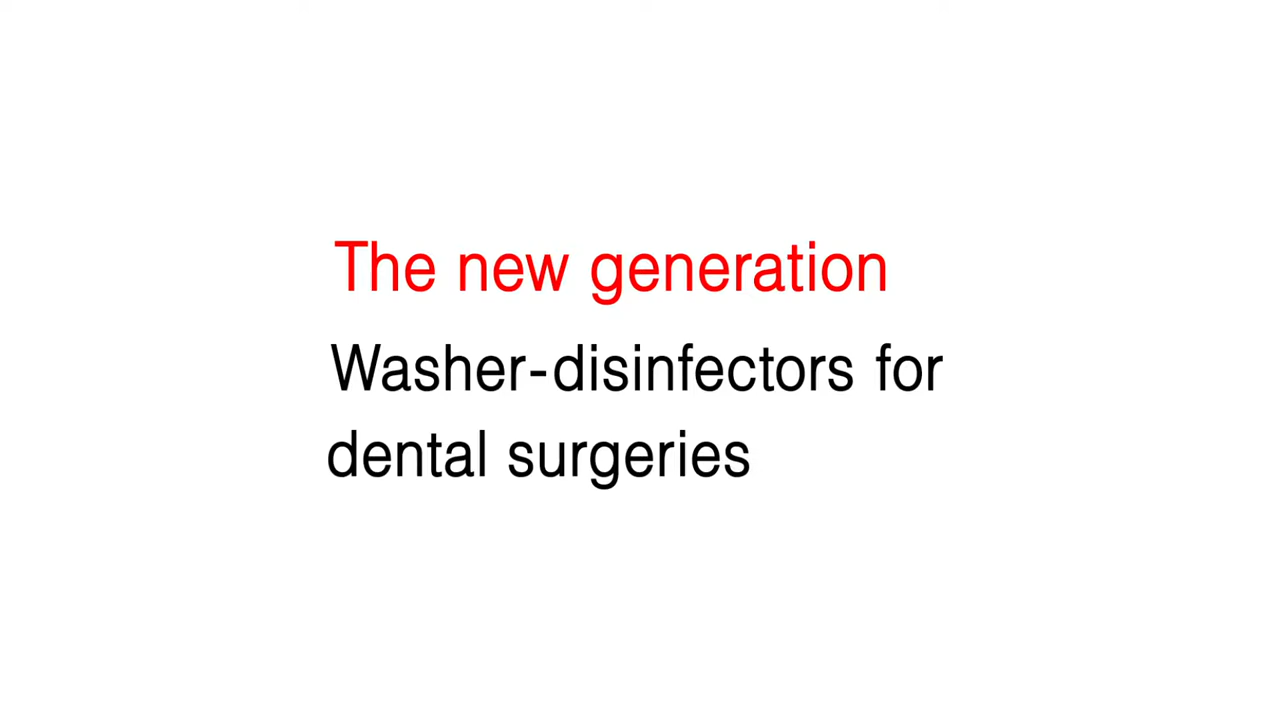 The new generation
Washer-disinfectors for
dental surgeries